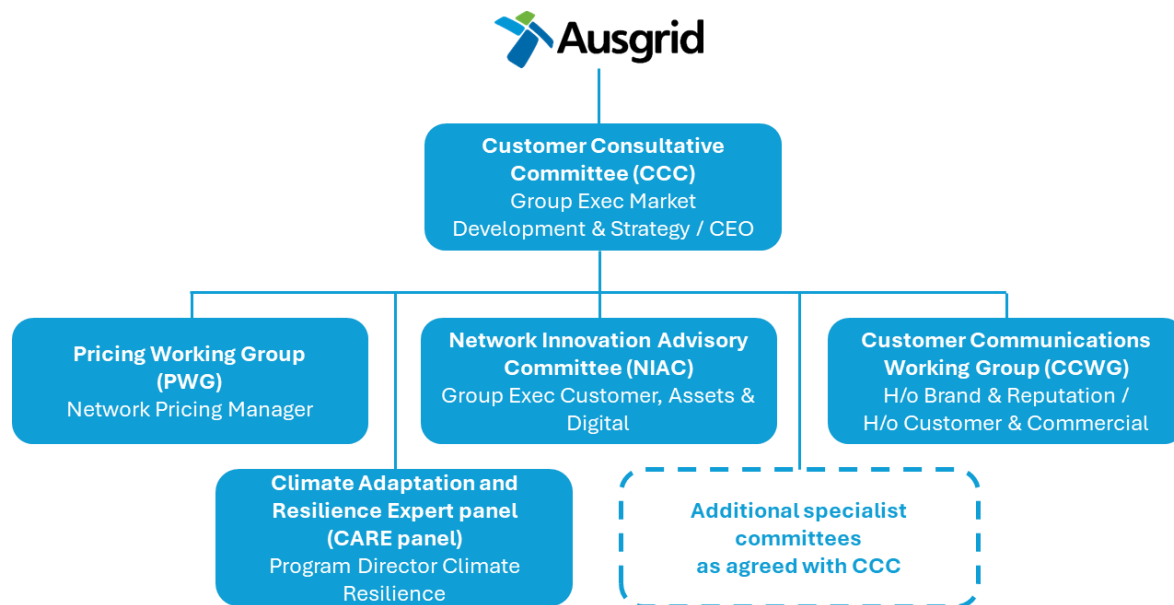 Ausgrid
Customer Consultative
Committee (CCC)
Group Exec Market
Development & Strategy / CEO
Pricing Working Group
(PWG)
Network Pricing Manager
Network Innovation Advisory
Committee (NIAC)
Group Exec Customer, Assets &
Digital
Customer Communications
Working Group (CCWG)
H/o Brand & Reputation /
H/o Customer & Commercial
Climate Adaptation and
Resilience Expert panel
(CARE panel)
Program Director Climate
Resilience
Additional specialist
committees
as agreed with CCC